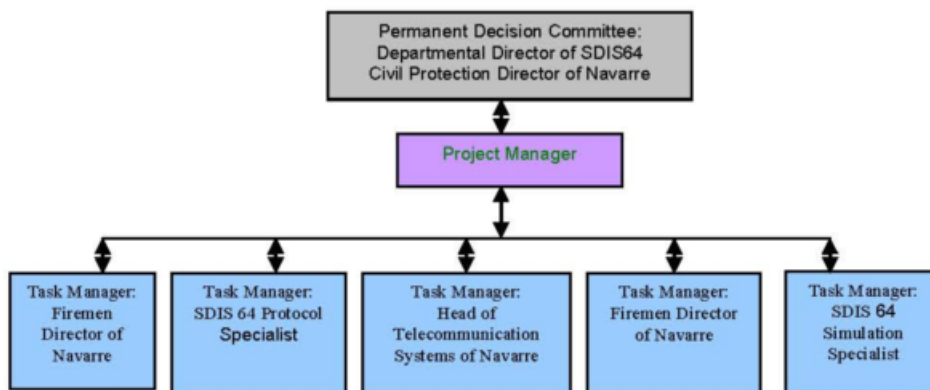 Permanent Decision Committee:
Departmental Director of SDIS64
Civil Protection Director of Navarre
Project Manager
Task Manager:
Firemen
Director of
Navarre
Task Manager:
SDIS 64 Protocol
Specialist
Task Manager:
Head of
Telecommunication
Systems of Navarre
Task Manager:
Firemen Director
of Navarre
Task Manager:
SDIS 64
Simulation
Specialist